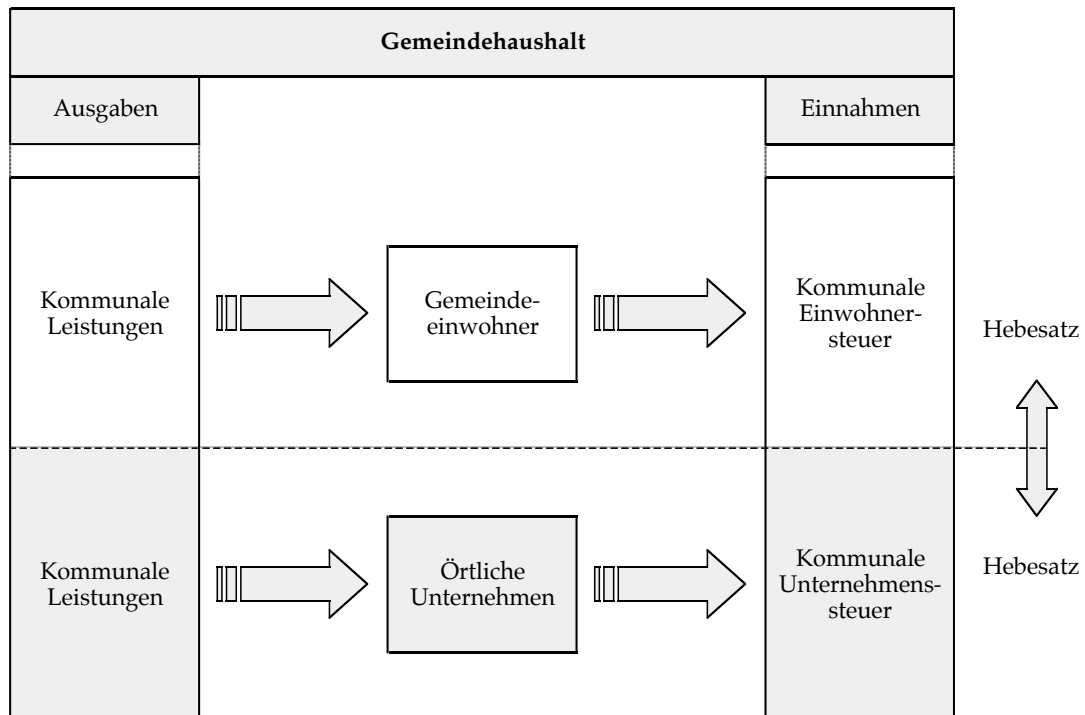 Gemeindehaushalt
Ausgaben
Einnahmen
Kommunale
Leistungen
Gemeinde-
einwohner
Kommunale
Einwohner-
steuer
Hebesatz
Kommunale
Leistungen
Örtliche
Unternehmen
Kommunale
Unternehmens-
steuer
Hebesatz